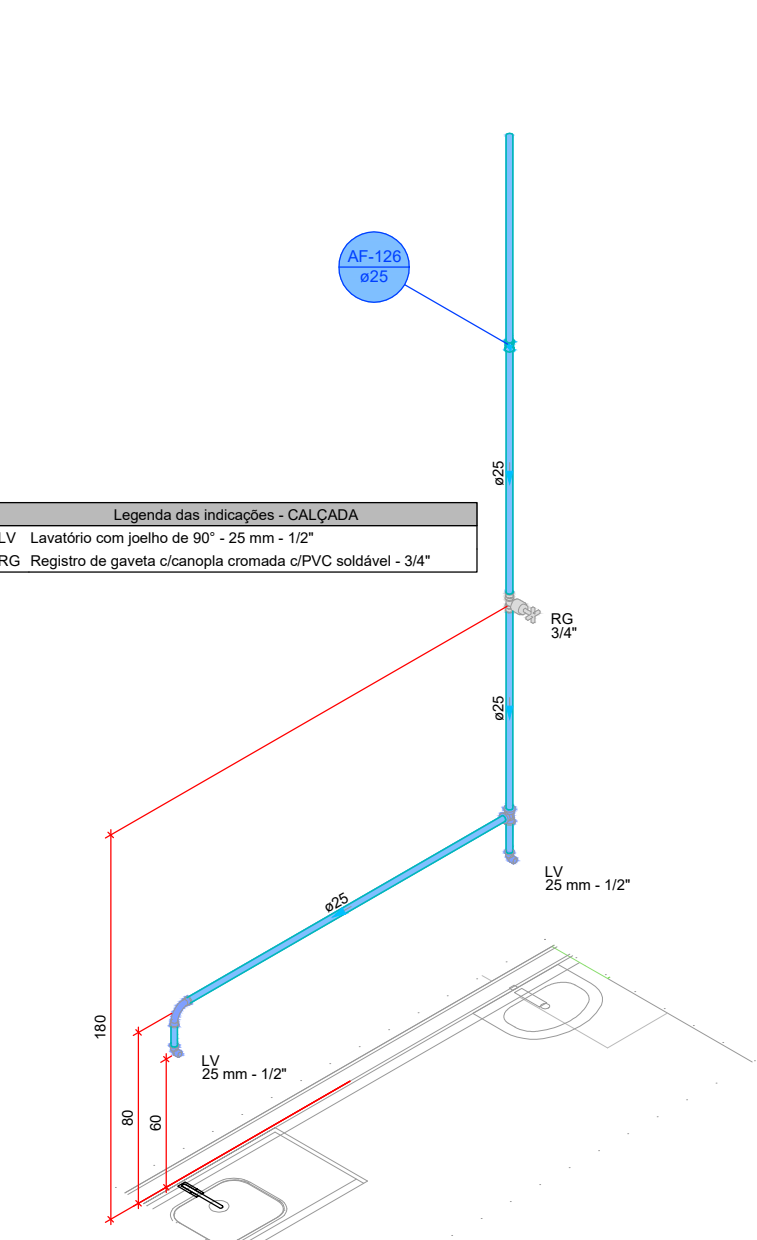 AF-126
ø25
ø25
Legenda das indicações - CALÇADA
LV Lavatório com joelho de 90° - 25 mm - 1/2"
RG Registro de gaveta c/canopla cromada c/PVC soldável - 3/4"
RG
3/4"
ø25
LV
25 mm - 1/2"
ø25
180
LV
25 mm - 1/2"
80
60